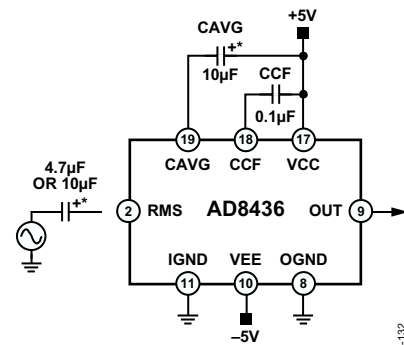 +5V
CAVG
+*
10µF
CCF
0.1µF
19
18
17
CAVG
CCF
VCC
4.7µF
OR 10µF
+*
2
RMS
AD8436
OUT
9
IGND
VEE
OGND
11
10
8
–5V
-132